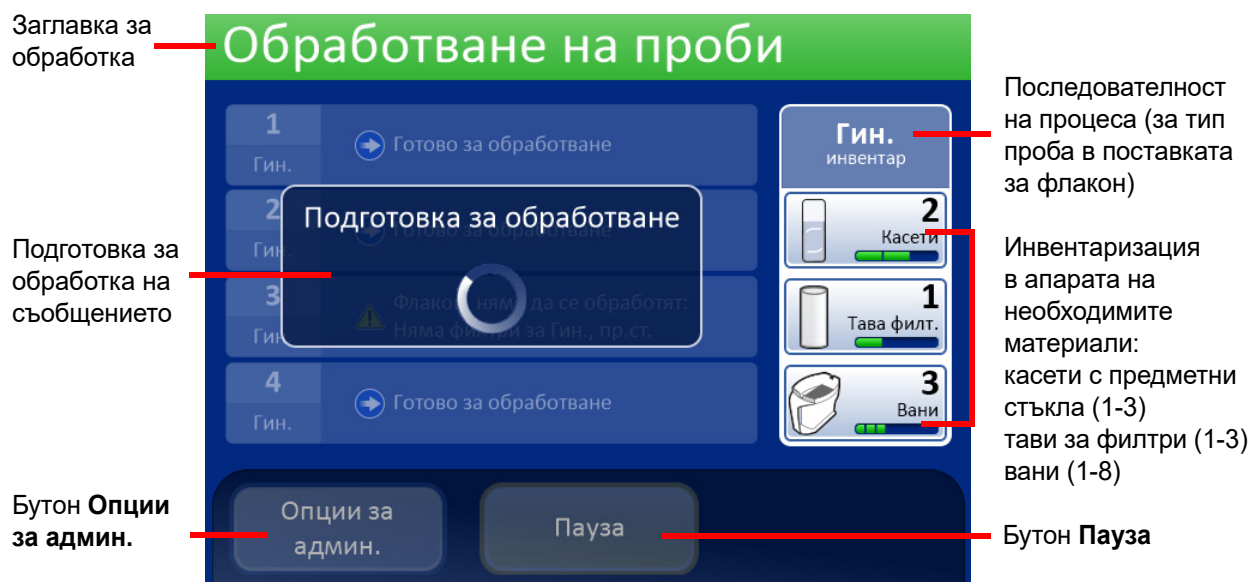 Заглавка за
обработка
Обработване на проби
1
Гин.
Готово за обработване
2
Гин.
Готово за обработване
3
Гин.
няма да се обработят:
Няма филтри за Гин., пр.ст.
4
Гин.
Готово за обработване
Подготовка за обработване
Гин.
инвентар
2
Касети
1
Тава филт.
3
Вани
Опции за
админ.
Пауза
Подготовка за
обработка на
съобщението
Бутон Опции
за админ.
Последователност
на процеса (за тип
проба в поставката
за флакон)
Инвентаризация
в апарата на
необходимите
материали:
касети с предметни
стъкла (1-3)
тави за филтри (1-3)
вани (1-8)
Бутон Пауза